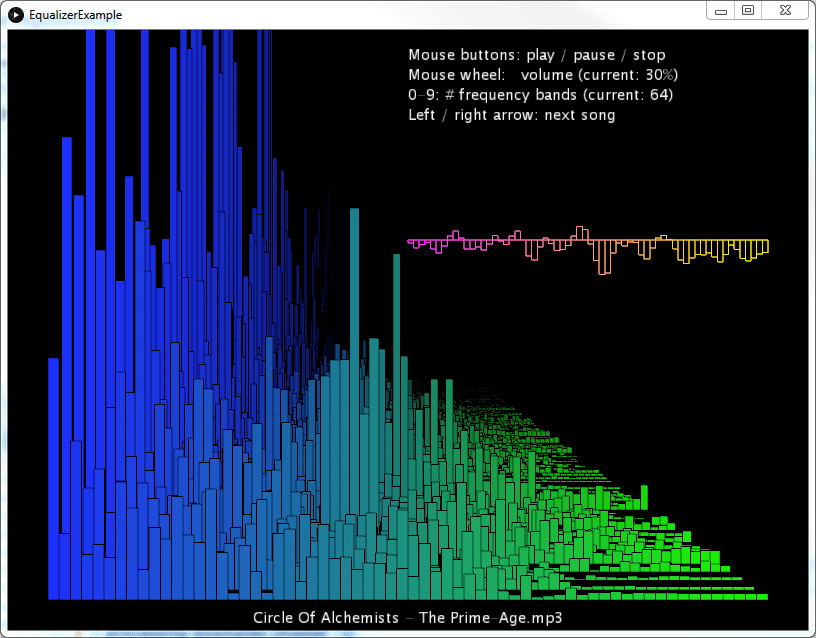 EqualizerExample
Mouse buttons: play / pause / stop
Mouse wheel: volume (current: 30%)
0-9: # frequency bands (current: 64)
Left / right arrow: next song
Circle Of Alchemists - The Prime-Age.mp3